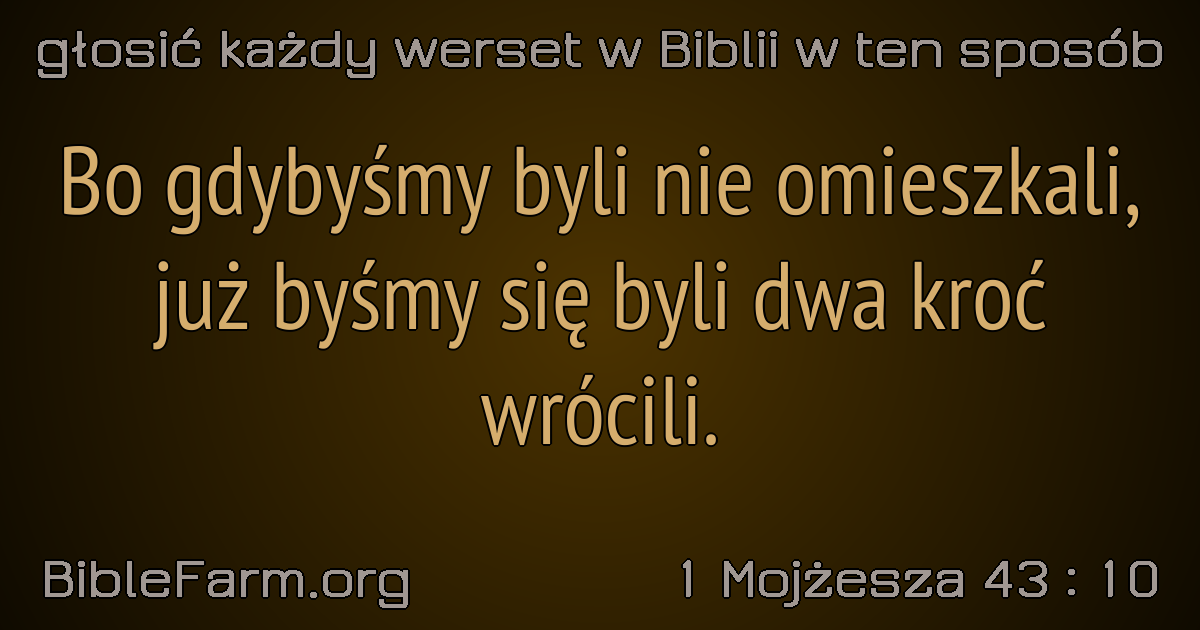 głosić każdy werset w Biblii w ten sposób
Bo gdybyśmy byli nie omieszkali,
już byśmy się byli dwa kroć
wrócili.
BibleFarm.org
1 Mojżesza 43 : 10